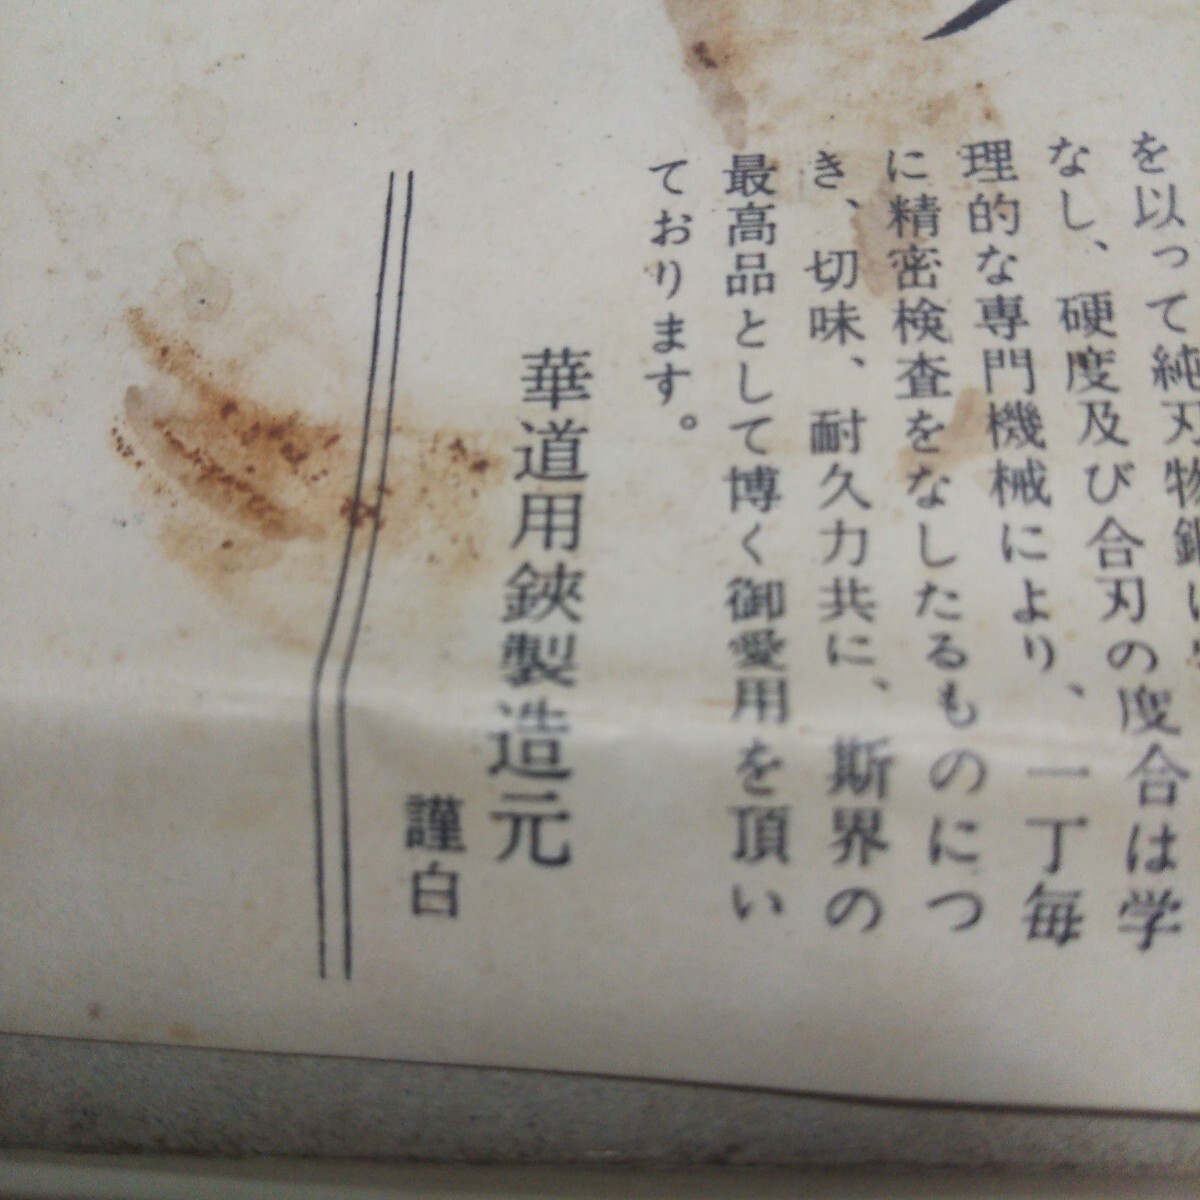 を以って純刃物鋼
なし、硬度及び合刃の度合は学
理的な専門機械により、一丁毎
に精密検査をなしたるものにつ
き、切味、耐久力共に、斯界の
最高品として博く御愛用を頂い
ております。
華道用鋏製造元
謹白